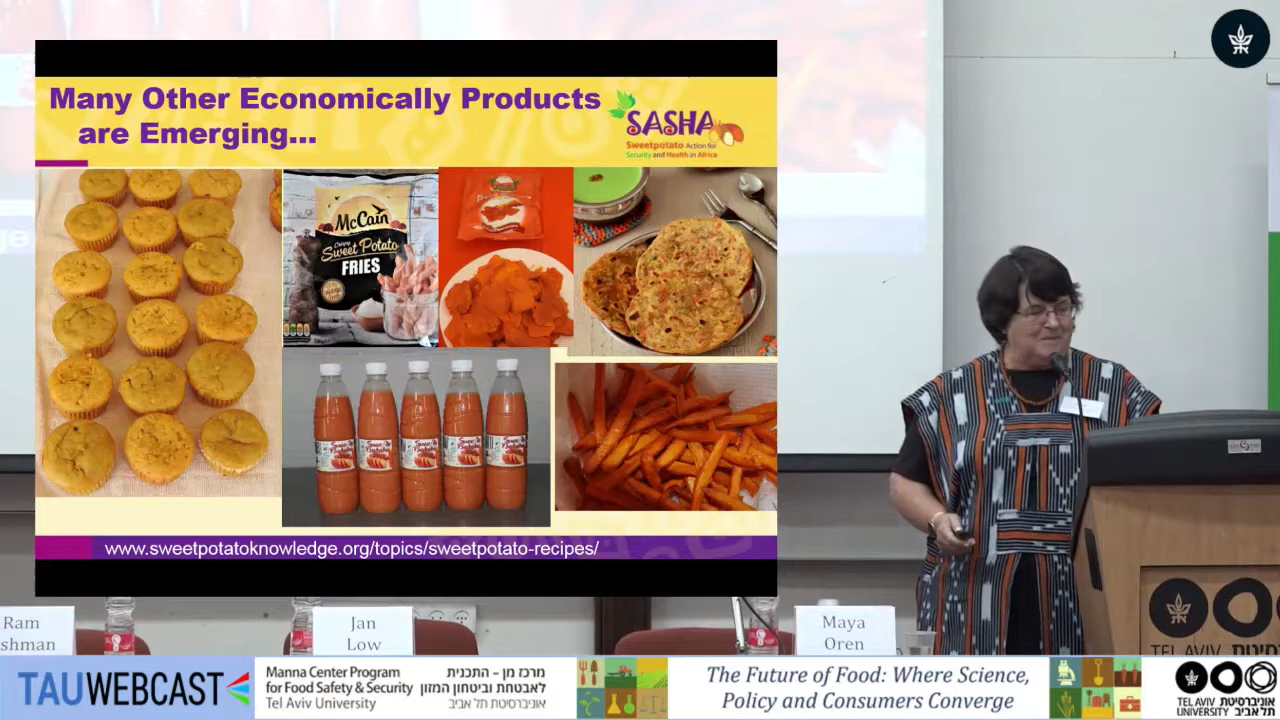 Many Other Economically Products
are Emerging...
SASHA
Sweetpotato Action for
Security and Health in Africa
McCain
Crispy
Sweet Potato
FRIES
www.sweetpotatoknowledge.org/topics/sweetpotato-recipes/
Ram
shman
Jan
Low
Maya
Oren
TEL AVIV
TAUWEBCAST
Manna Center Program
for Food Safety & Security
Tel Aviv University
מרכז מן – התכנית
לאבטחת וביטחון המזון
אוניברסיטת תל אביב
The Future of Food: Where Science,
Policy and Consumers Converge
TEL AVIV אוניברסיטת
UNIVERSITY תל אביב